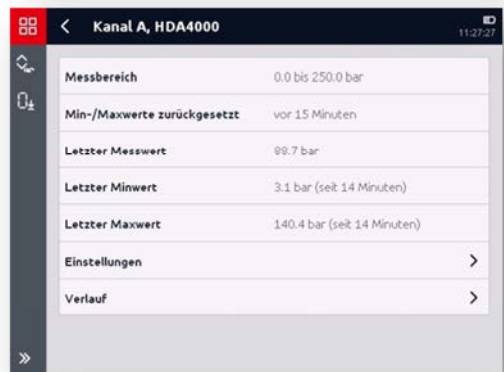 Kanal A, HDA4000
11:27:27
Messbereich 0.0 bis 250.0 bar
Min-/Maxwerte zurückgesetzt vor 15 Minuten
Letzter Messwert 99.7 bar
Letzter Minwert 3.1 bar (seit 14 Minuten)
Letzter Maxwert 140.4 bar (seit 14 Minuten)
Einstellungen
Verlauf